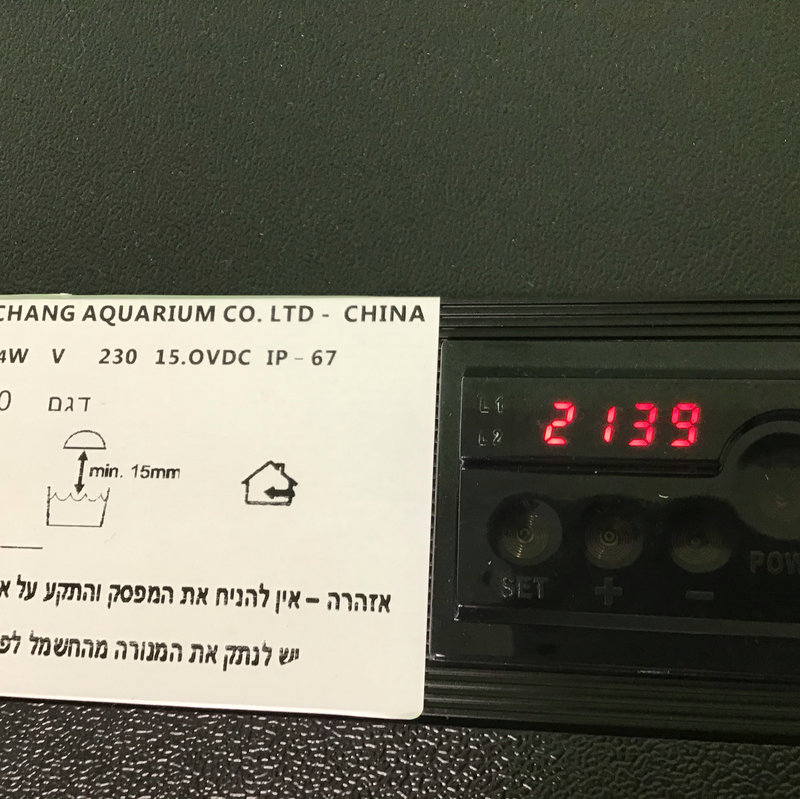 CHANG AQUARIUM CO. LTD - CHINA
4W V 230 15.OVDC IP - 67
0 דגם
min. 15mm
אזהרה – אין להניח את המפסק והתקע על א
יש לנתק את המנורה מהחשמל לפ
L1
L2
2139
SET + -
POW